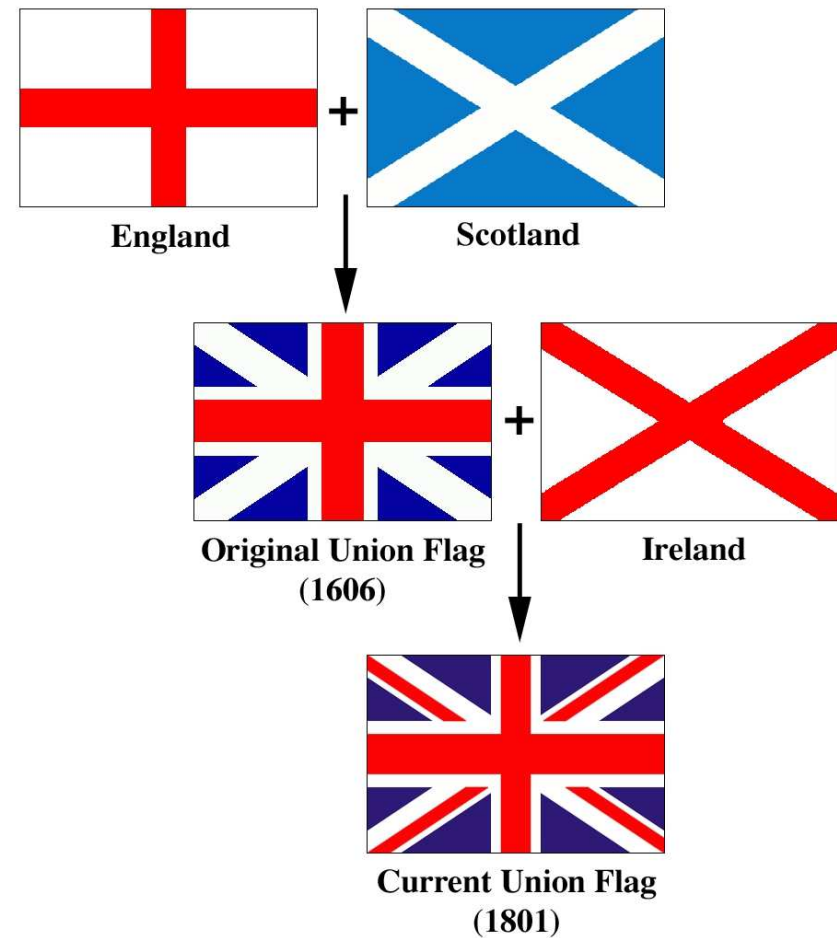 +
England
Scotland
+
Original Union Flag
(1606)
Ireland
Current Union Flag
(1801)